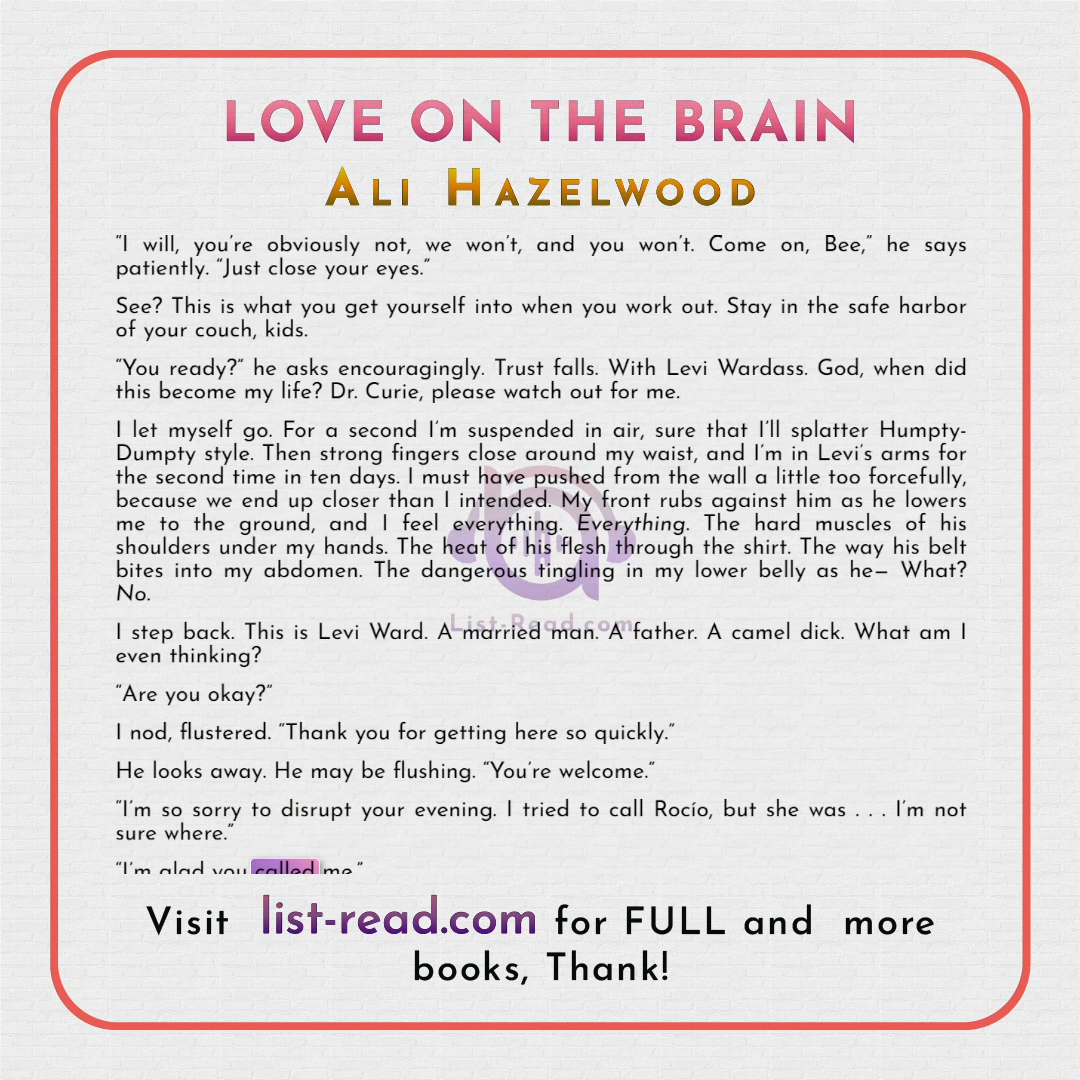 LOVE ON THE BRAIN
ALI HAZELWOOD
“I will, you’re obviously not, we won’t, and you won’t. Come on, Bee,” he says
patiently. “Just close your eyes.”
See? This is what you get yourself into when you work out. Stay in the safe harbor
of your couch, kids.
“You ready?” he asks encouragingly. Trust falls. With Levi Wardass. God, when did
this become my life? Dr. Curie, please watch out for me.
I let myself go. For a second I’m suspended in air, sure that I’ll splatter Humpty-
Dumpty style. Then strong fingers close around my waist, and I’m in Levi’s arms for
the second time in ten days. I must have pushed from the wall a little too forcefully,
because we end up closer than I intended. My front rubs against him as he lowers
me to the ground, and I feel everything. Everything. The hard muscles of his
shoulders under my hands. The heat of his flesh through the shirt. The way his belt
bites into my abdomen. The dangerous tingling in my lower belly as he— What?
No.
List-Read.com
I step back. This is Levi Ward. A married man. A father. A camel dick. What am I
even thinking?
“Are you okay?”
I nod, flustered. “Thank you for getting here so quickly.”
He looks away. He may be flushing. “You’re welcome.”
“I’m so sorry to disrupt your evening. I tried to call Rocío, but she was . . . I’m not
sure where.”
“I’m glad you called me.”
Visit list-read.com for FULL and more
books, Thank!